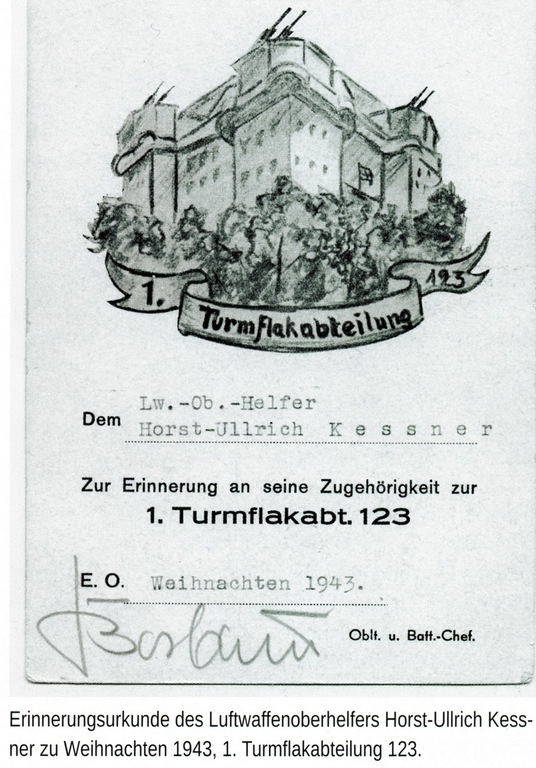 1.
123
Turmflakabteilung
Lw.-Ob.-Helfer
Dem Horst-Ullrich K e s s n e r
Zur Erinnerung an seine Zugehörigkeit zur
1. Turmflakabt. 123
E. O. Weihnachten 1943.
Oblt. u. Batt.-Chef.
Erinnerungsurkunde des Luftwaffenoberhelfers Horst-Ullrich Kess-
ner zu Weihnachten 1943, 1. Turmflakabteilung 123.